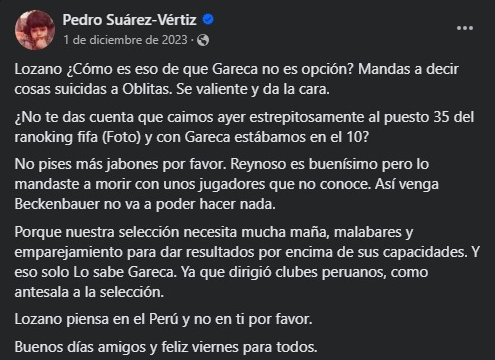 Pedro Suárez-Vértiz
1 de diciembre de 2023 ·
Lozano ¿Cómo es eso de que Gareca no es opción? Mandas a decir
cosas suicidas a Oblitas. Se valiente y da la cara.
¿No te das cuenta que caimos ayer estrepitosamente al puesto 35 del
ranoking fifa (Foto) y con Gareca estábamos en el 10?
No pises más jabones por favor. Reynoso es buenísimo pero lo
mandaste a morir con unos jugadores que no conoce. Así venga
Beckenbauer no va a poder hacer nada.
Porque nuestra selección necesita mucha maña, malabares y
emparejamiento para dar resultados por encima de sus capacidades. Y
eso solo Lo sabe Gareca. Ya que dirigió clubes peruanos, como
antesala a la selección.
Lozano piensa en el Perú y no en ti por favor.
Buenos días amigos y feliz viernes para todos.